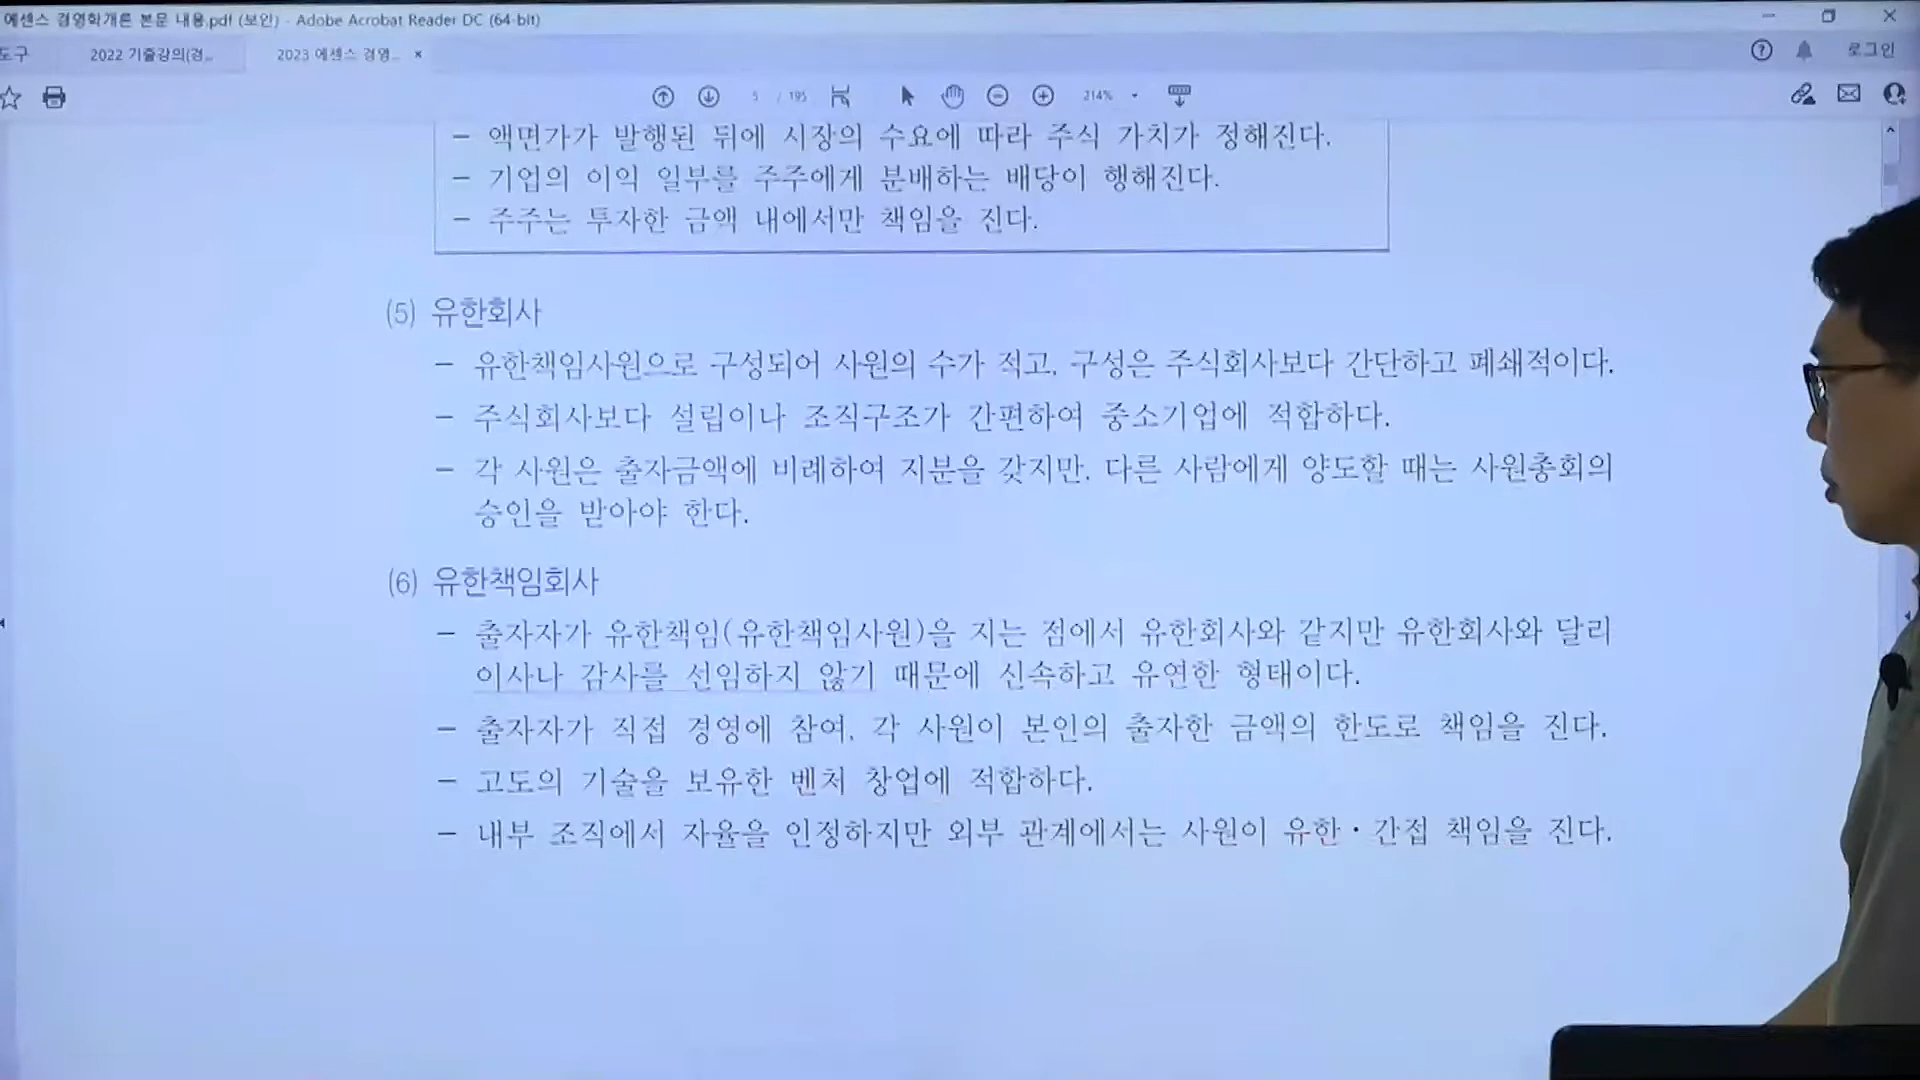 에센스 경영학개론 본문 내용.pdf (보안) - Adobe Acrobat Reader DC (64-bit)
도구 2022 기출강의(경... 2023 에센스 경영... × 로그인
5 / 195 214%
- 액면가가 발행된 뒤에 시장의 수요에 따라 주식 가치가 정해진다.
- 기업의 이익 일부를 주주에게 분배하는 배당이 행해진다.
- 주주는 투자한 금액 내에서만 책임을 진다.
(5) 유한회사
- 유한책임사원으로 구성되어 사원의 수가 적고, 구성은 주식회사보다 간단하고 폐쇄적이다.
- 주식회사보다 설립이나 조직구조가 간편하여 중소기업에 적합하다.
- 각 사원은 출자금액에 비례하여 지분을 갖지만, 다른 사람에게 양도할 때는 사원총회의
승인을 받아야 한다.
(6) 유한책임회사
- 출자자가 유한책임(유한책임사원)을 지는 점에서 유한회사와 같지만 유한회사와 달리
이사나 감사를 선임하지 않기 때문에 신속하고 유연한 형태이다.
- 출자자가 직접 경영에 참여, 각 사원이 본인의 출자한 금액의 한도로 책임을 진다.
- 고도의 기술을 보유한 벤처 창업에 적합하다.
- 내부 조직에서 자율을 인정하지만 외부 관계에서는 사원이 유한·간접 책임을 진다.